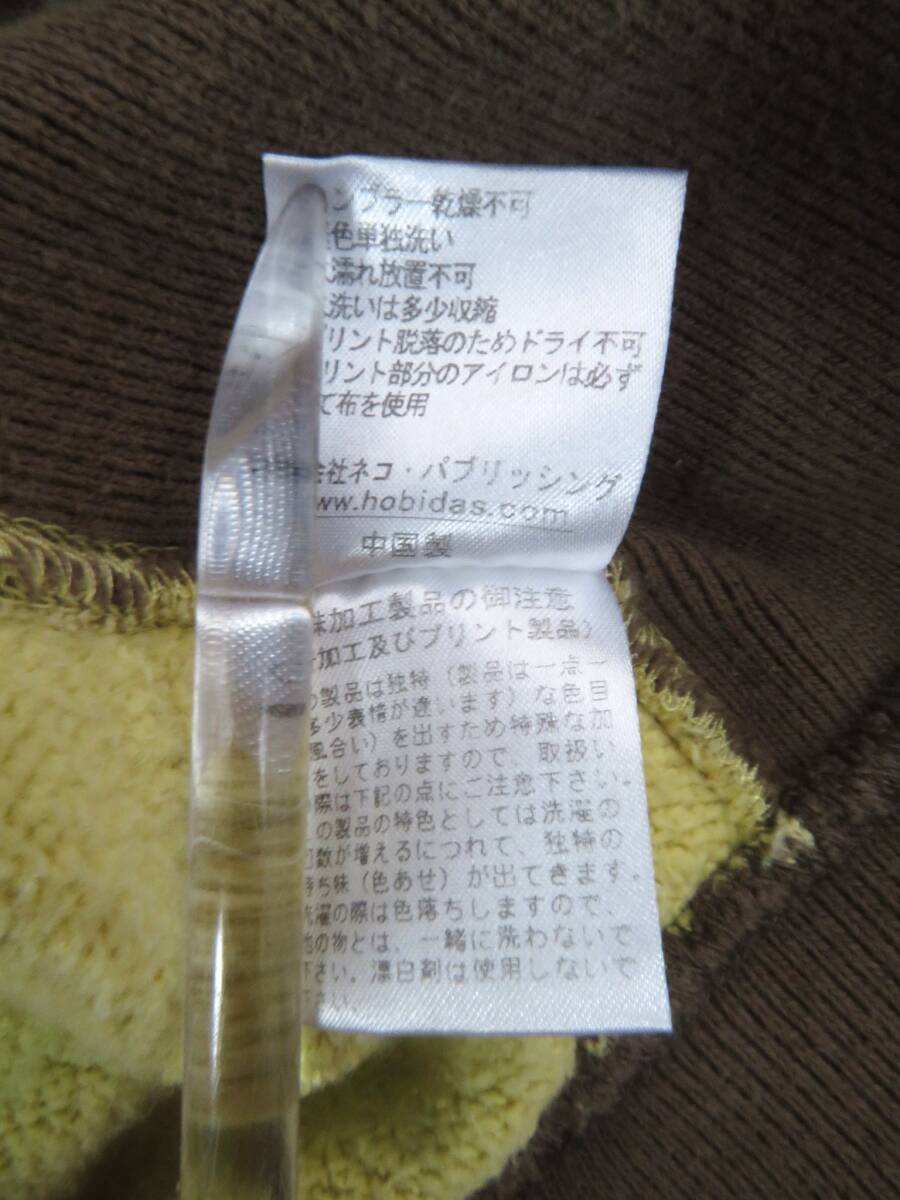 ンブラー乾燥不可
色単独洗い
濡れ放置不可
洗いは多少収縮
プリント脱落のためドライ不可
リント部分のアイロンは必ず
て布を使用
会社ネコ・パブリッシング
www.hobidas.com
中国製
殊加工製品の御注意
加工及びプリント製品）
の製品は独特（製品は一点一
多少表情が違います）な色目
風合い）を出すため特殊な加
をしておりますので、取扱い
際は下記の点にご注意下さい。
の製品の特色としては洗濯の
回数が増えるにつれて、独特の
持ち味（色あせ）が出てきます。
洗濯の際は色落ちしますので、
他の物とは、一緒に洗わないで
下さい。漂白剤は使用しないで
下さい。